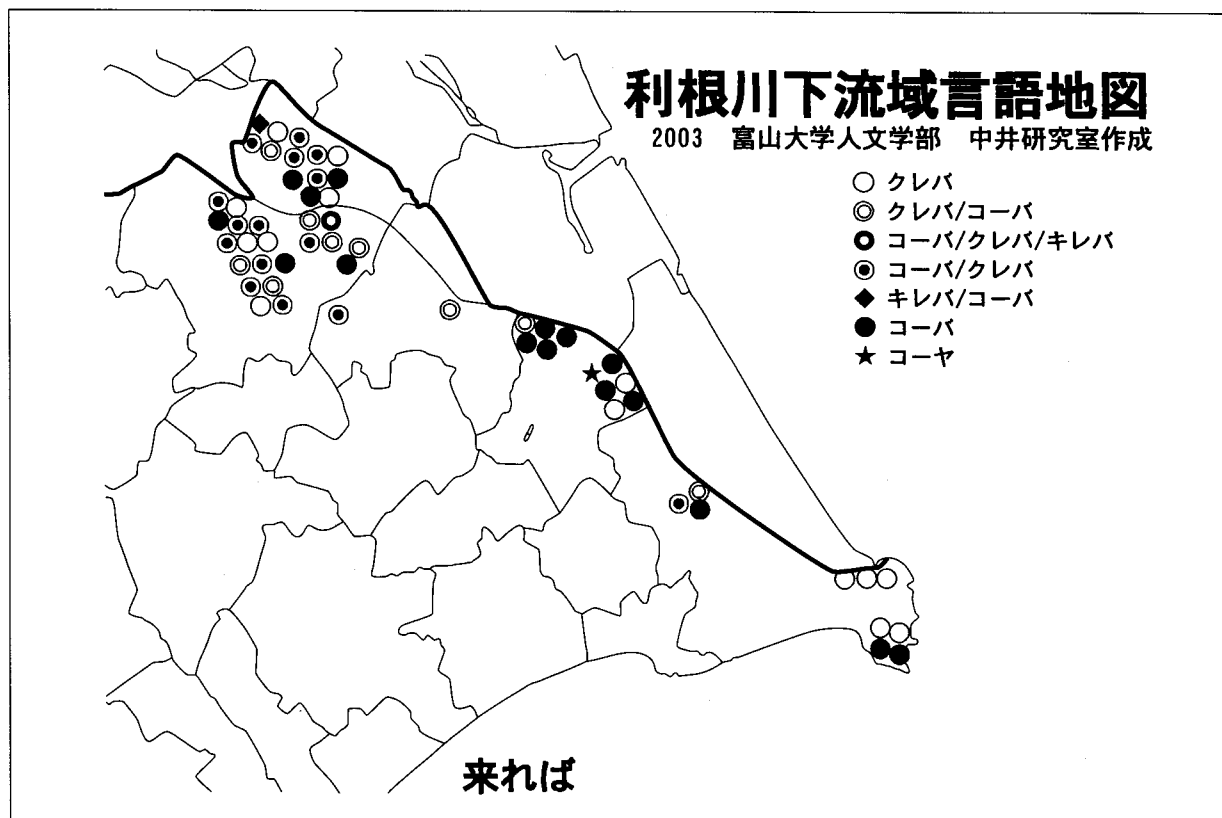 利根川下流域言語地図
2003 富山大学人文学部 中井研究室作成
クレバ
クレバ/コーバ
コーバ/クレバ/キレバ
コーバ/クレバ
キレバ/コーバ
コーバ
コーヤ
来れば